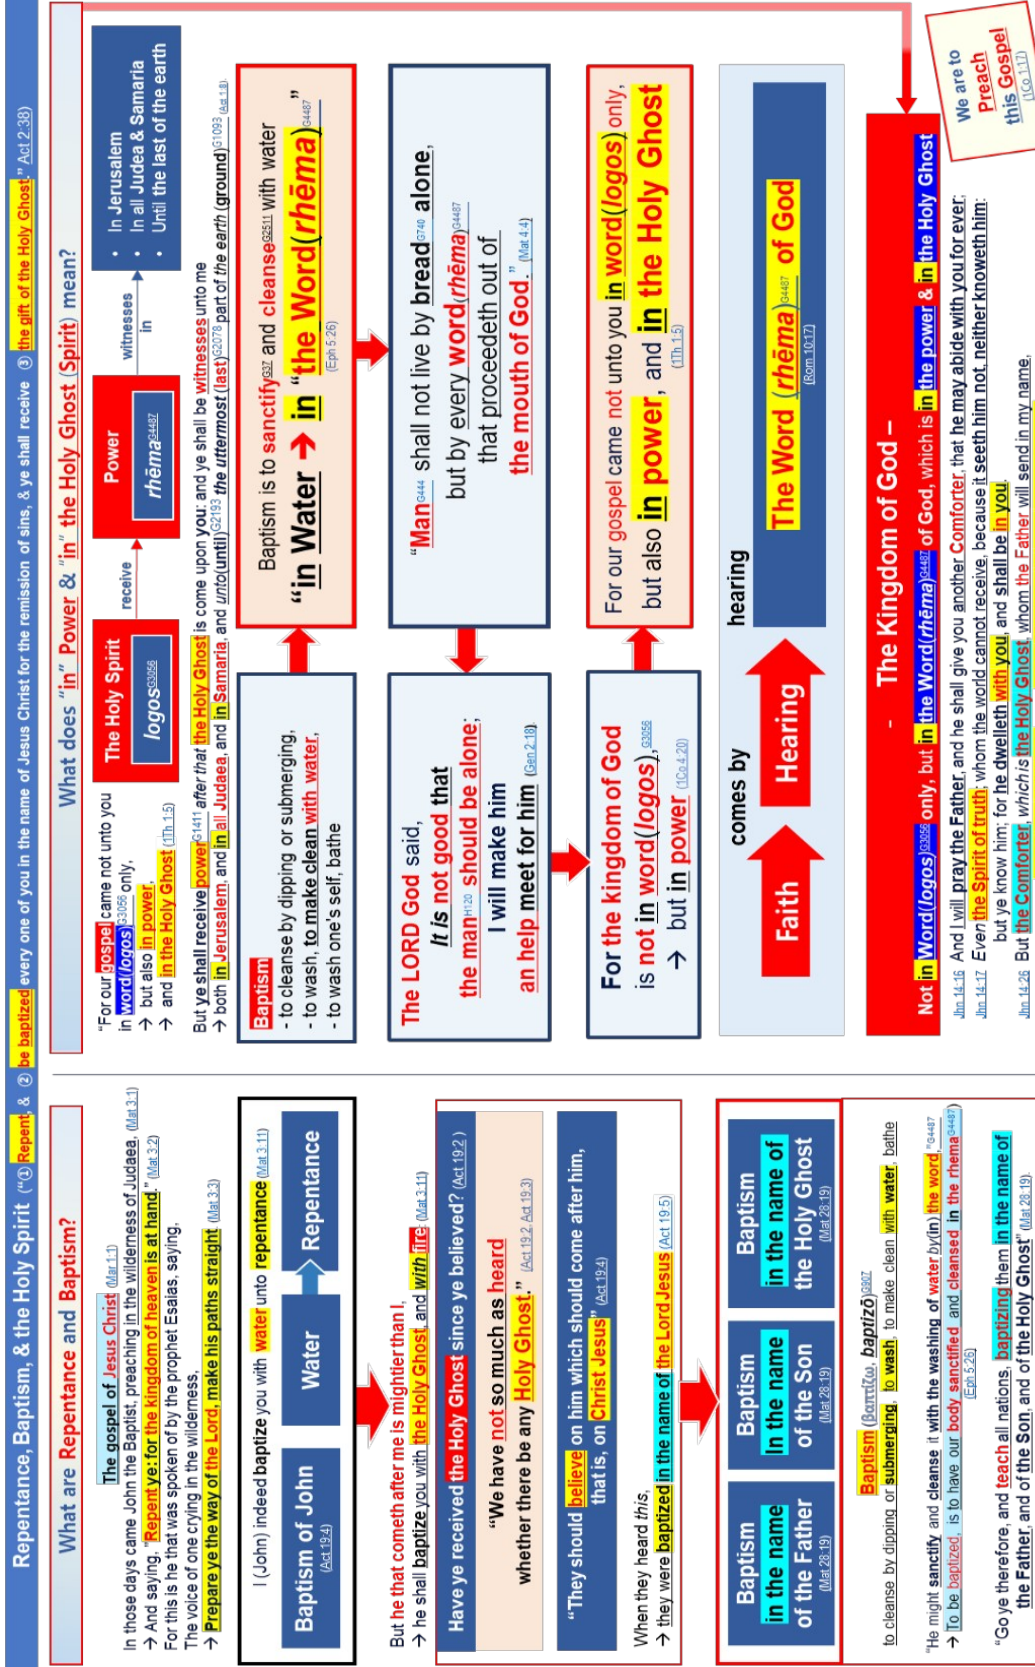 Repentance, Baptism, & the Holy Spirit (“① Repent, & ② be baptized every one of you in the name of Jesus Christ for the remission of sins, & ye shall receive ③ the gift of the Holy Ghost.” Act 2:38)
What are Repentance and Baptism?
The gospel of Jesus Christ (Mar 1:1)
In those days came John the Baptist, preaching in the wilderness of Judaea, (Mat 3:1)
→ And saying, “Repent ye: for the kingdom of heaven is at hand.” (Mat 3:2)
For this is he that was spoken of by the prophet Esaias, saying,
The voice of one crying in the wilderness,
→ Prepare ye the way of the Lord, make his paths straight. (Mat 3:3)
I (John) indeed baptize you with water unto repentance (Mat 3:11)
Baptism of John
(Act 19:4)
Water
Repentance
But he that cometh after me is mightier than I,
→ he shall baptize you with the Holy Ghost, and with fire: (Mat 3:11)
Have ye received the Holy Ghost since ye believed? (Act 19:2)
“We have not so much as heard
whether there be any Holy Ghost.” (Act 19:2, Act 19:3)
“They should believe on him which should come after him,
that is, on Christ Jesus” (Act 19:4)
When they heard this,
→ they were baptized in the name of the Lord Jesus (Act 19:5)
Baptism
in the name
of the Father
(Mat 28:19)
Baptism
In the name
of the Son
(Mat 28:19)
Baptism
in the name of
the Holy Ghost
(Mat 28:19)
Baptism (βαπτίζω, baptizō)G907
to cleanse by dipping or submerging, to wash, to make clean with water, bathe
“He might sanctify and cleanse it with the washing of water by(in) the word,”G4487
→ To be baptized, is to have our body sanctified and cleansed in the rhemaG4487
(Eph 5:26)
“Go ye therefore, and teach all nations, baptizing them in the name of
the Father, and of the Son, and of the Holy Ghost” (Mat 28:19)
What does “in” Power & “in” the Holy Ghost (Spirit) mean?
“For our gospel came not unto you
in word(logos)G3056 only,
→ but also in power,
→ and in the Holy Ghost (1Th 1:5)
The Holy Spirit
logosG3056
receive
Power
rhēmaG4487
witnesses
in
• In Jerusalem
• In all Judea & Samaria
• Until the last of the earth
But ye shall receive powerG1411 after that the Holy Ghost is come upon you: and ye shall be witnesses unto me
→ both in Jerusalem, and in all Judaea, and in Samaria, and unto(until)G2193 the uttermost (last)G2078 part of the earth (ground)G1093 (Act 1:8).
Baptism
- to cleanse by dipping or submerging,
- to wash, to make clean with water,
- to wash one's self, bathe
Baptism is to sanctifyG37 and cleanseG2511 with water
“in Water → in “the Word(rhēma)”G4487
(Eph 5:26)
The LORD God said,
It is not good that
the manH120 should be alone;
I will make him
an help meet for him (Gen 2:18).
“ManG444 shall not live by breadG740 alone,
but by every word(rhēma)G4487
that proceedeth out of
the mouth of God.” (Mat 4:4)
For the kingdom of God
is not in word(logos),G3056
→ but in power (1Co 4:20)
For our gospel came not unto you in word(logos) only,
but also in power, and in the Holy Ghost
(1Th 1:5)
Faith
comes by
Hearing
hearing
The Word (rhēma)G4487 of God
(Rom 10:17)
- The Kingdom of God –
Not in Word(logos)G3056 only, but in the Word(rhēma)G4487 of God, which is in the power & in the Holy Ghost
Jhn 14:16 And I will pray the Father, and he shall give you another Comforter, that he may abide with you for ever;
Jhn 14:17 Even the Spirit of truth; whom the world cannot receive, because it seeth him not, neither knoweth him:
but ye know him; for he dwelleth with you, and shall be in you.
Jhn 14:26 But the Comforter, which is the Holy Ghost, whom the Father will send in my name,
We are to
Preach
this Gospel
(1Co 1:17)